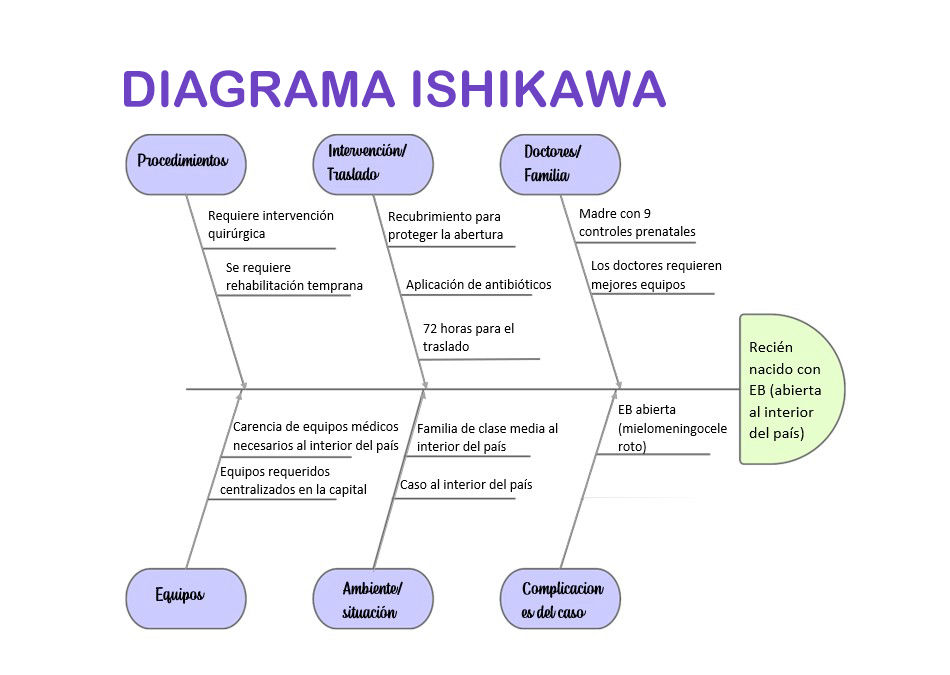 DIAGRAMA ISHIKAWA
Procedimientos
Intervención/
Traslado
Doctores/
Familia
Requiere intervención
quirúrgica
Se requiere
rehabilitación temprana
Recubrimiento para
proteger la abertura
Aplicación de antibióticos
72 horas para el
traslado
Madre con 9
controles prenatales
Los doctores requieren
mejores equipos
Recién
nacido con
EB (abierta
al interior
del país)
Carencia de equipos médicos
necesarios al interior del país
Equipos requeridos
centralizados en la capital
Familia de clase media al
interior del país
Caso al interior del país
EB abierta
(mielomeningocele
roto)
Equipos
Ambiente/
situación
Complicacion
es del caso